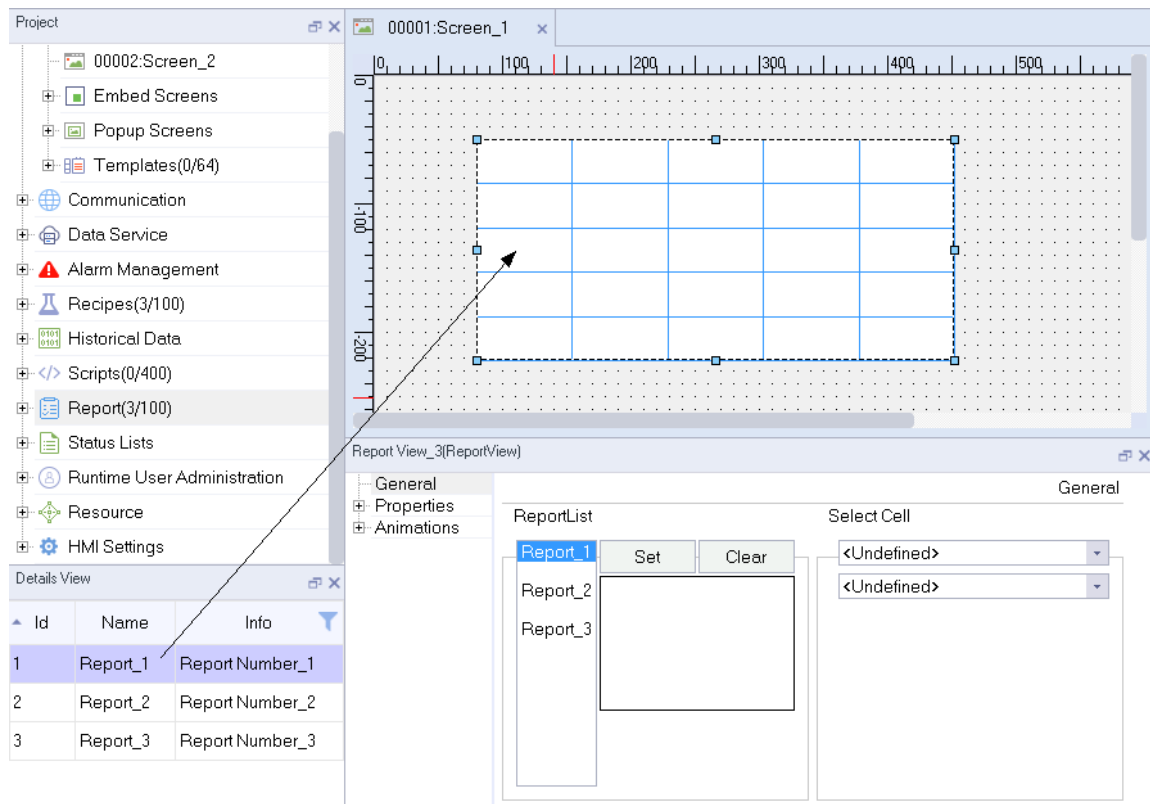 Project
00002:Screen_2
Embed Screens
Popup Screens
Templates(0/64)
Communication
Data Service
Alarm Management
Recipes(3/100)
Historical Data
Scripts(0/400)
Report(3/100)
Status Lists
Runtime User Administration
Resource
HMI Settings
Details View
Id Name Info
1 Report_1 Report Number_1
2 Report_2 Report Number_2
3 Report_3 Report Number_3
00001:Screen_1
0 100 200 300 400 500
0
-100
-200
Report View_3(ReportView)
General
Properties
Animations
General
ReportList
Select Cell
Report_1
Report_2
Report_3
Set Clear
<Undefined>
<Undefined>